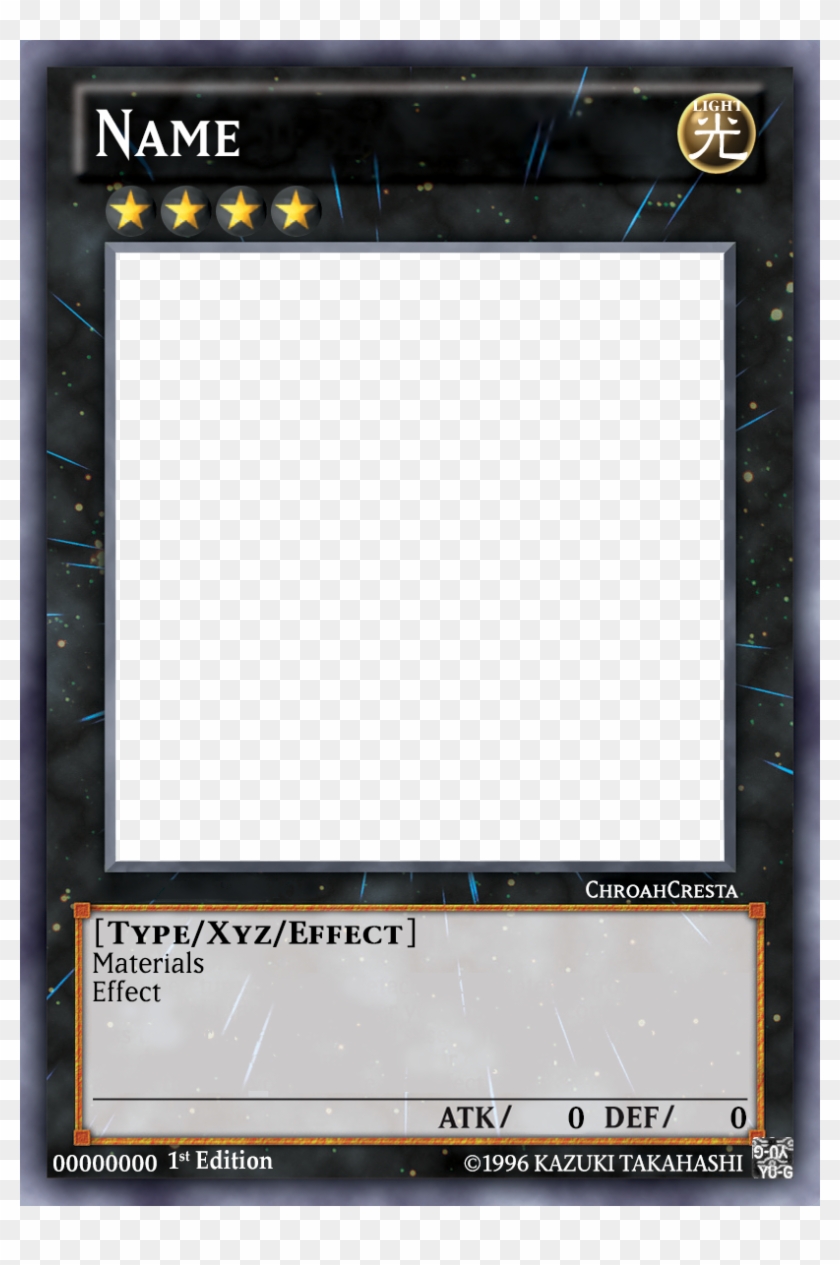 NAME
LIGHT
光
CHROAHCRESTA
[TYPE/XYZ/EFFECT]
Materials
Effect
ATK/ 0 DEF/ 0
00000000 1st Edition ©1996 KAZUKI TAKAHASHI